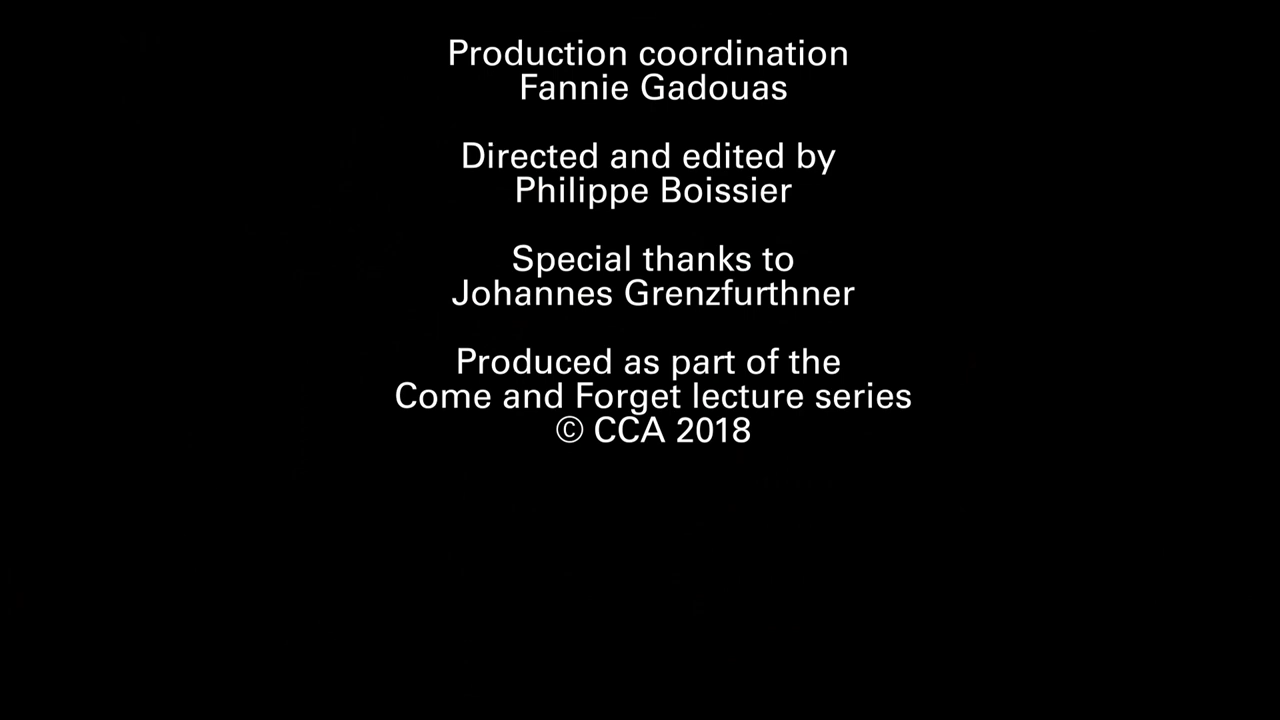 Production coordination
Fannie Gadouas
Directed and edited by
Philippe Boissier
Special thanks to
Johannes Grenzfurthner
Produced as part of the
Come and Forget lecture series
© CCA 2018